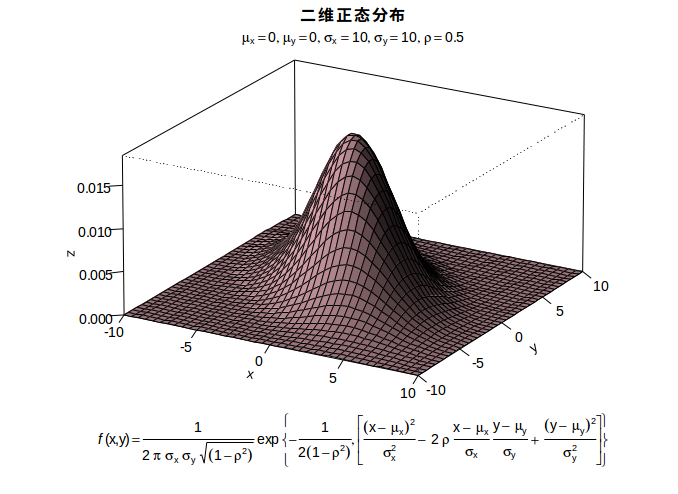 二维正态分布
μx = 0, μy = 0, σx = 10, σy = 10, ρ = 0.5
0.015
0.010
z
0.005
0.000
-10
-5
0
x
5
10
-10
-5
0
y
5
10
f (x,y) = 1 / (2 π σx σy √(1 − ρ²)) exp { − 1 / (2(1 − ρ²)), [ (x − μx)² / σx² − 2 ρ (x − μx) / σx (y − μy) / σy + (y − μy)² / σy² ] }